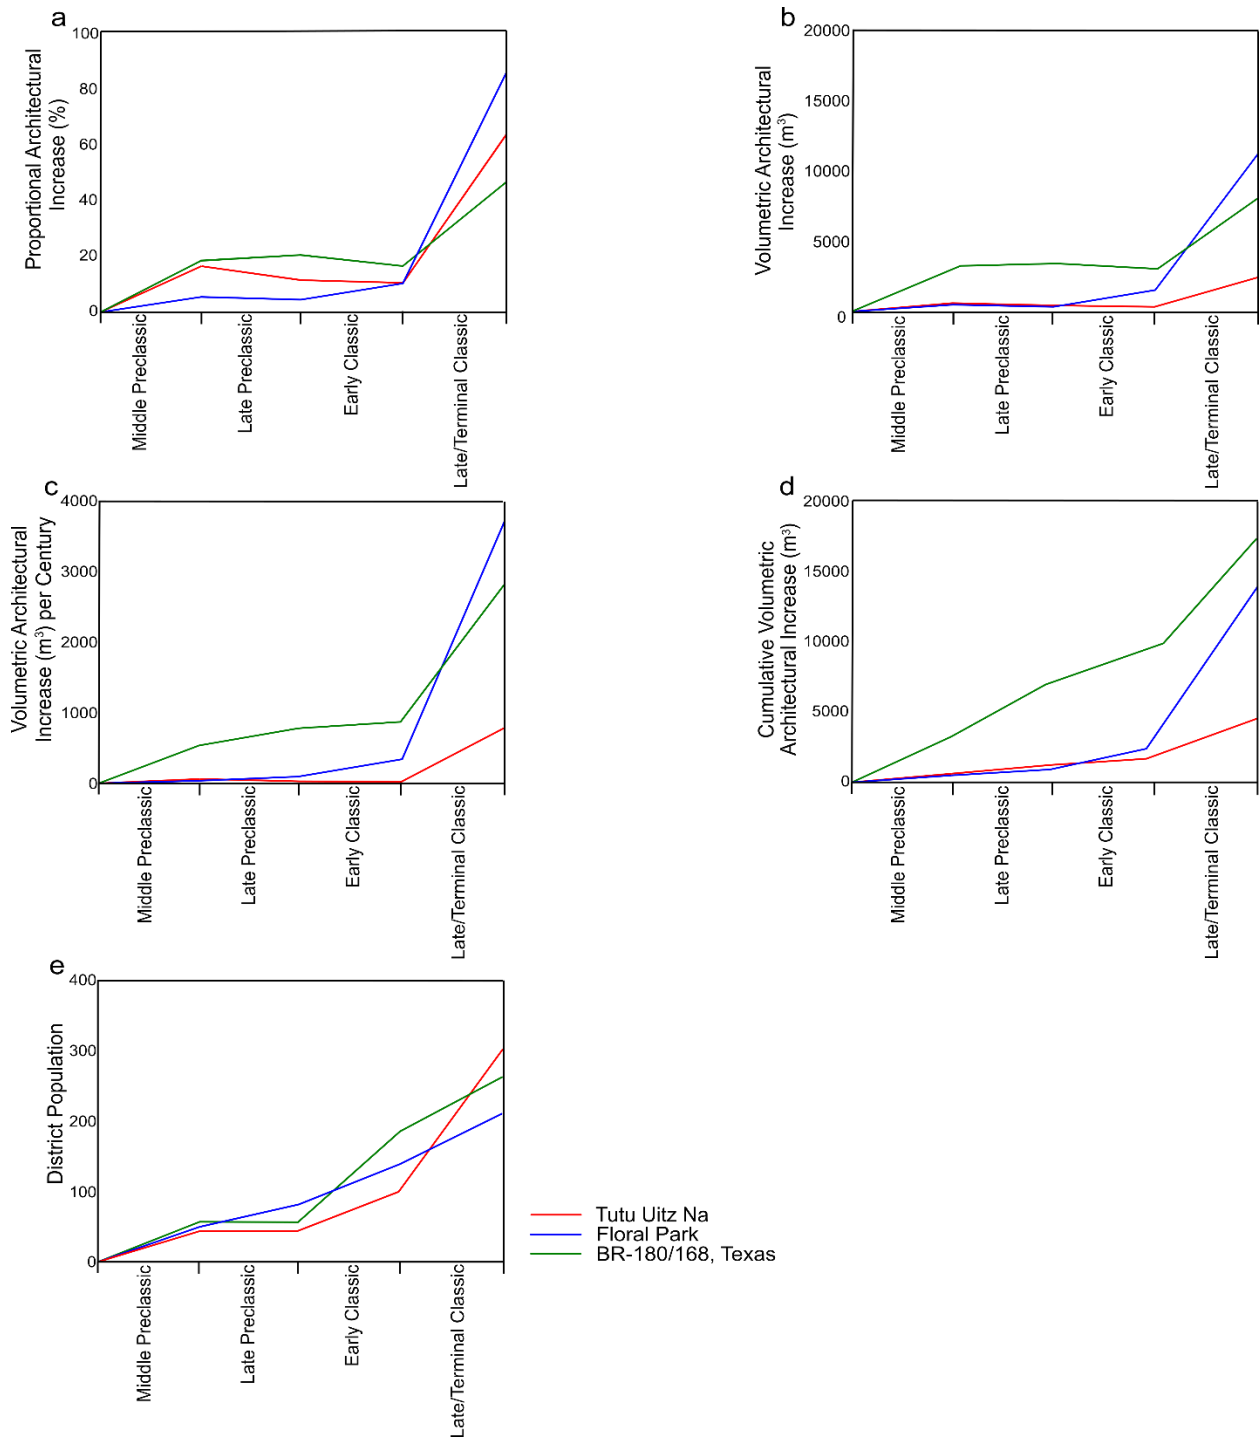 a
Proportional Architectural
Increase (%)
100
80
60
40
20
0
Middle Preclassic
Late Preclassic
Early Classic
Late/Terminal Classic
b
Volumetric Architectural
Increase (m³)
20000
15000
10000
5000
0
Middle Preclassic
Late Preclassic
Early Classic
Late/Terminal Classic
c
Volumetric Architectural
Increase (m³) per Century
4000
3000
2000
1000
0
Middle Preclassic
Late Preclassic
Early Classic
Late/Terminal Classic
d
Cumulative Volumetric
Architectural Increase (m³)
20000
15000
10000
5000
0
Middle Preclassic
Late Preclassic
Early Classic
Late/Terminal Classic
e
District Population
400
300
200
100
0
Middle Preclassic
Late Preclassic
Early Classic
Late/Terminal Classic
Tutu Uitz Na
Floral Park
BR-180/168, Texas